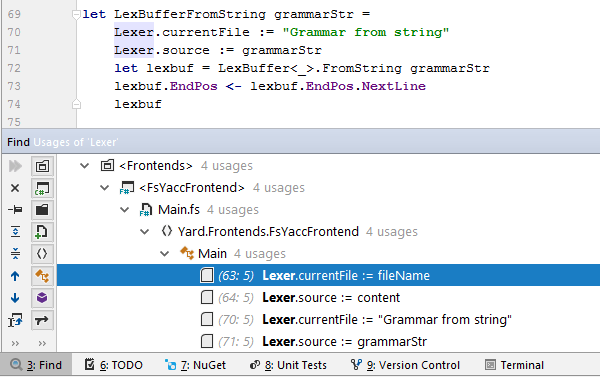 69 let LexBufferFromString grammarStr =
70 Lexer.currentFile := "Grammar from string"
71 Lexer.source := grammarStr
72 let lexbuf = LexBuffer<_>.FromString grammarStr
73 lexbuf.EndPos <- lexbuf.EndPos.NextLine
74 lexbuf
75
Find Usages of 'Lexer'
<Frontends> 4 usages
<FsYaccFrontend> 4 usages
Main.fs 4 usages
Yard.Frontends.FsYaccFrontend 4 usages
Main 4 usages
(63: 5) Lexer.currentFile := fileName
(64: 5) Lexer.source := content
(70: 5) Lexer.currentFile := "Grammar from string"
(71: 5) Lexer.source := grammarStr
3: Find 6: TODO 7: NuGet 8: Unit Tests 9: Version Control Terminal